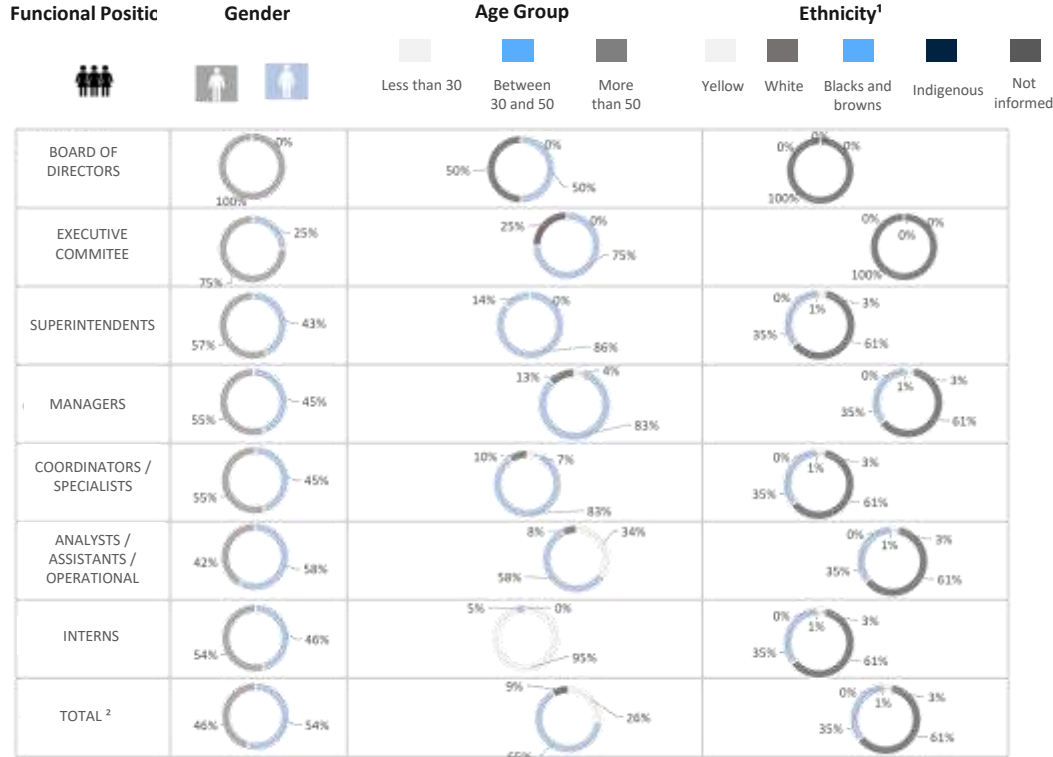 Funcional Positic
Gender
Age Group
Ethnicity¹
Less than 30
Between
30 and 50
More
than 50
Yellow
White
Blacks and
browns
Indigenous
Not
informed
BOARD OF
DIRECTORS
0%
100%
0%
50%
50%
0%
0%
0%
100%
EXECUTIVE
COMMITEE
25%
75%
25%
0%
75%
0%
0%
0%
100%
SUPERINTENDENTS
43%
57%
14%
0%
86%
0%
1%
3%
35%
61%
MANAGERS
45%
55%
13%
4%
83%
0%
1%
3%
35%
61%
COORDINATORS /
SPECIALISTS
45%
55%
10%
7%
83%
0%
1%
3%
35%
61%
ANALYSTS /
ASSISTANTS /
OPERATIONAL
42%
58%
8%
34%
58%
0%
1%
3%
35%
61%
INTERNS
46%
54%
5%
0%
95%
0%
1%
3%
35%
61%
TOTAL ²
46%
54%
9%
26%
0%
1%
3%
35%
61%